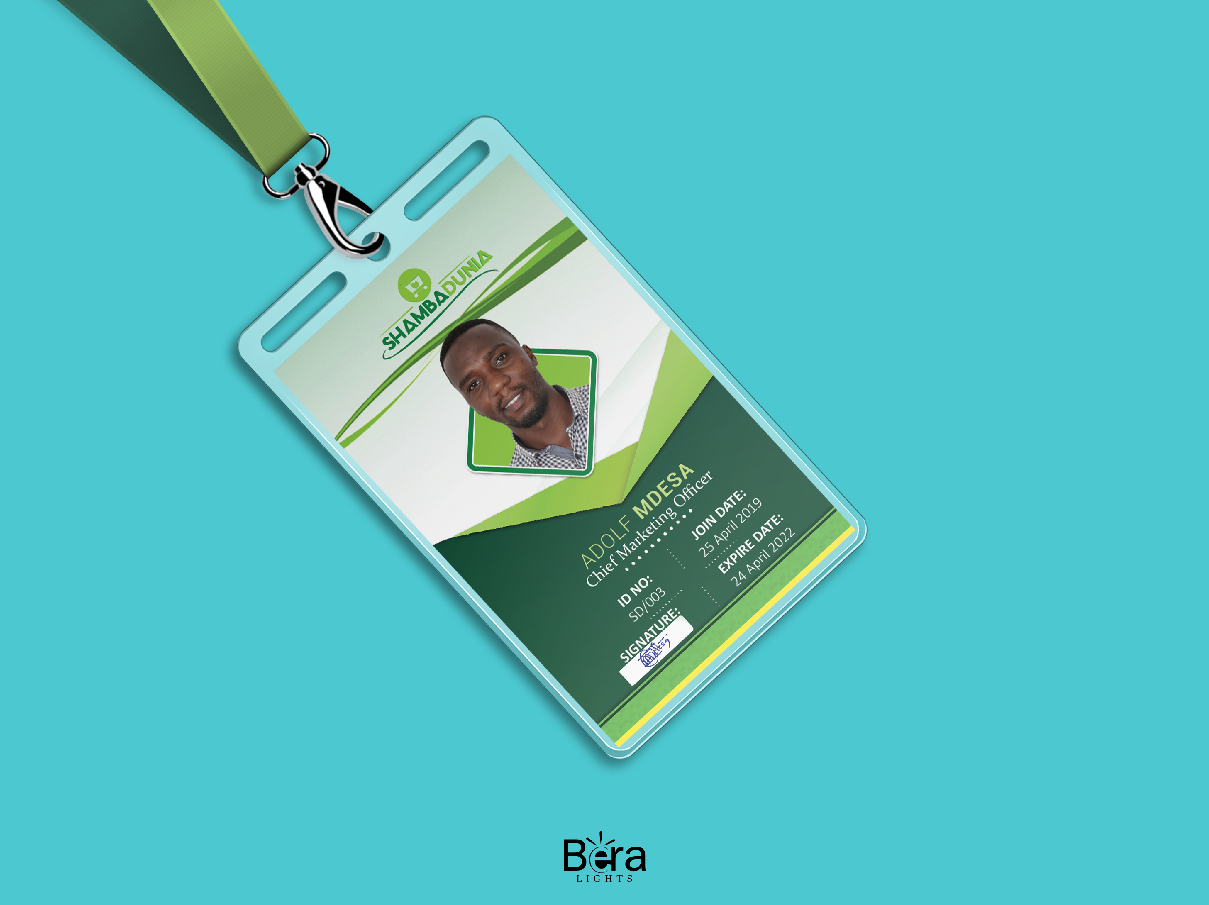 SHAMBADUNIA
ADOLF MDESA
Chief Marketing Officer
ID NO:
SD/003
JOIN DATE:
25 April 2019
SIGNATURE:
EXPIRE DATE:
24 April 2022
Bera
LIGHTS